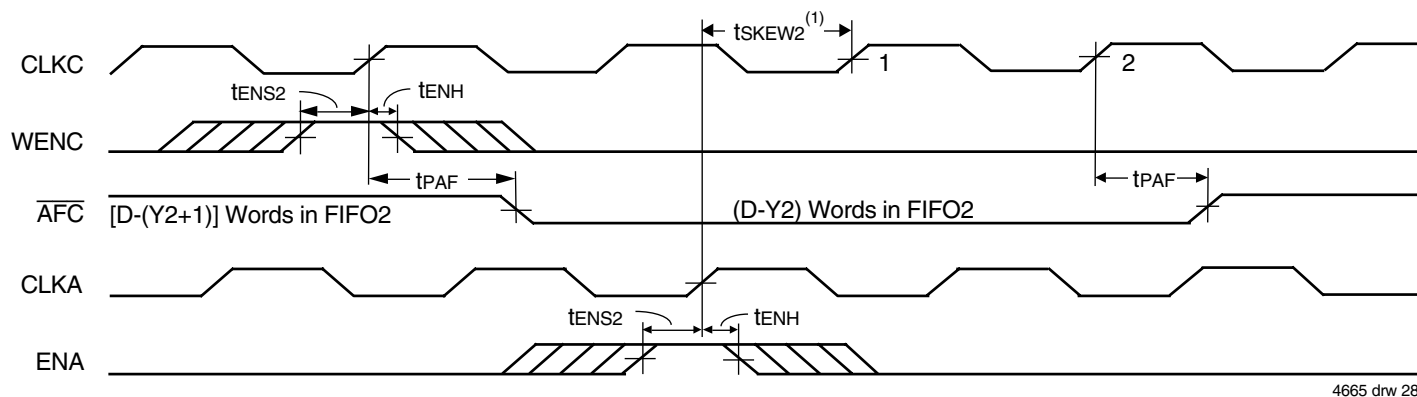 tSKEW2(1)
CLKC
1
2
tENS2
tENH
WENC
tPAF
tPAF
AFC
[D-(Y2+1)] Words in FIFO2
(D-Y2) Words in FIFO2
CLKA
tENS2
tENH
ENA
4665 drw 28